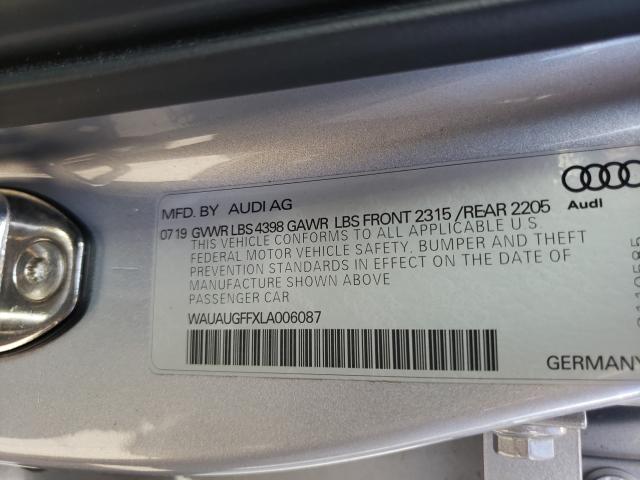 MFD. BY AUDI AG
Audi
07 19 GVWR LBS 4398 GAWR LBS FRONT 2315 /REAR 2205
THIS VEHICLE CONFORMS TO ALL APPLICABLE U S
FEDERAL MOTOR VEHICLE SAFETY, BUMPER AND THEFT
PREVENTION STANDARDS IN EFFECT ON THE DATE OF
MANUFACTURE SHOWN ABOVE
PASSENGER CAR
WAUAUGFFXLA006087
GERMANY